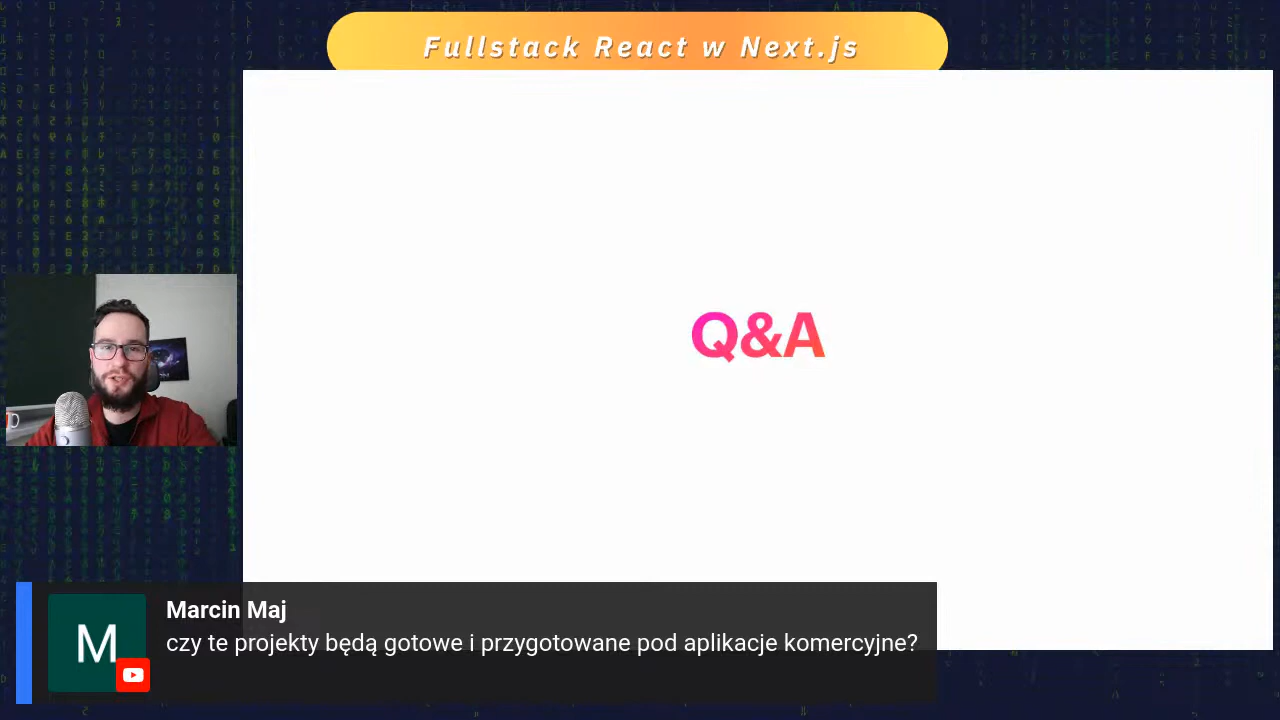 Fullstack React w Next.js
Q&A
M
Marcin Maj
czy te projekty będą gotowe i przygotowane pod aplikacje komercyjne?